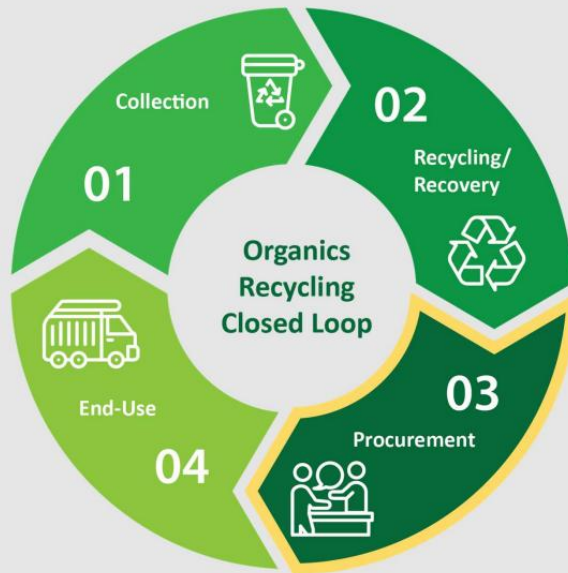 Organics
Recycling
Closed Loop
01
Collection
02
Recycling/
Recovery
03
Procurement
04
End-Use